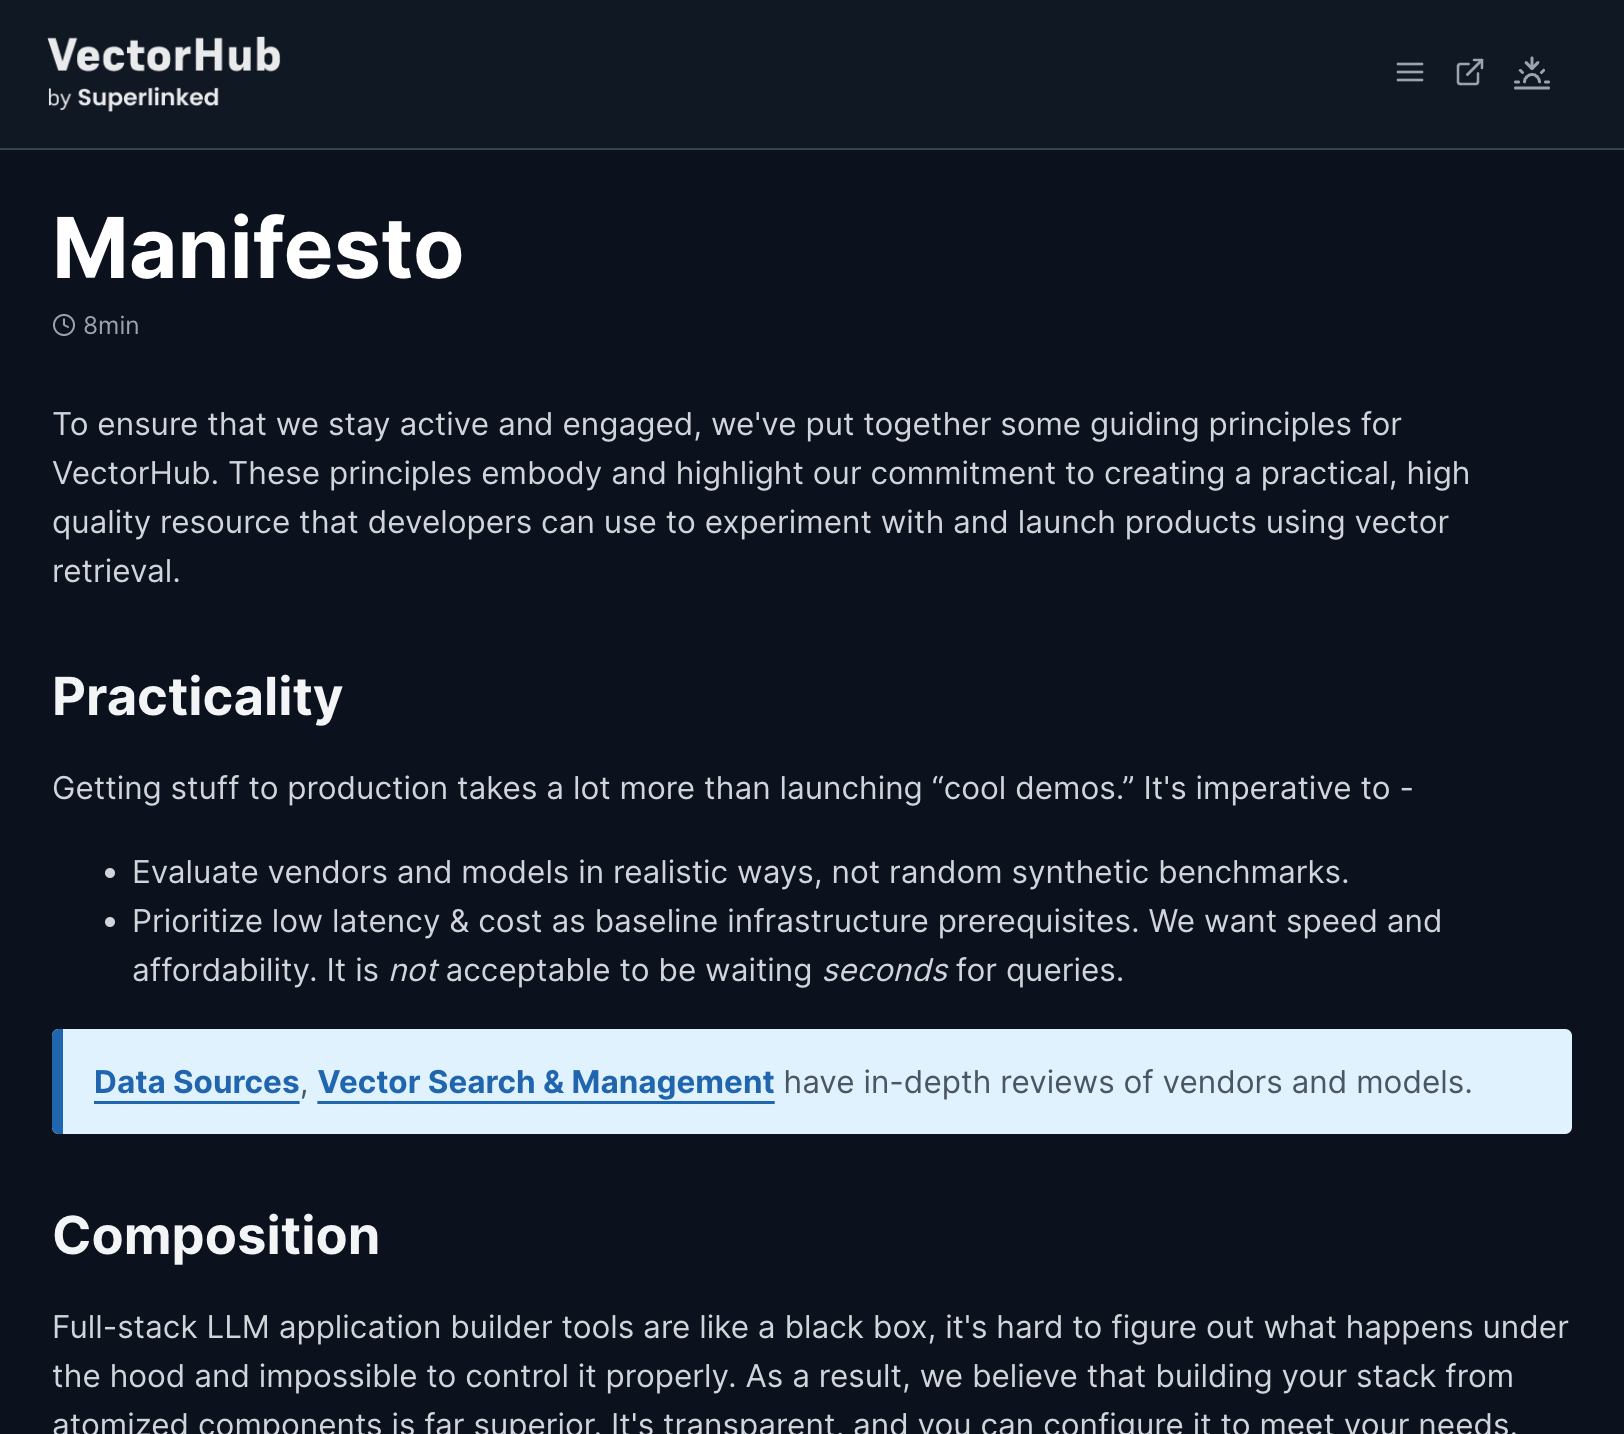 VectorHub
by Superlinked
Manifesto
8min
To ensure that we stay active and engaged, we've put together some guiding principles for
VectorHub. These principles embody and highlight our commitment to creating a practical, high
quality resource that developers can use to experiment with and launch products using vector
retrieval.
Practicality
Getting stuff to production takes a lot more than launching “cool demos.” It's imperative to -
• Evaluate vendors and models in realistic ways, not random synthetic benchmarks.
• Prioritize low latency & cost as baseline infrastructure prerequisites. We want speed and
affordability. It is not acceptable to be waiting seconds for queries.
Data Sources, Vector Search & Management have in-depth reviews of vendors and models.
Composition
Full-stack LLM application builder tools are like a black box, it's hard to figure out what happens under
the hood and impossible to control it properly. As a result, we believe that building your stack from
atomized components is far superior. It's transparent, and you can configure it to meet your needs.